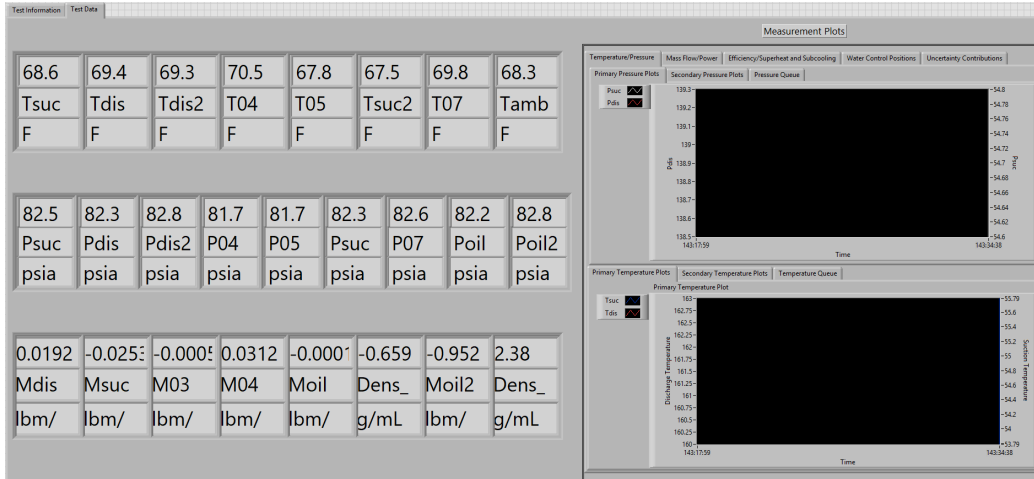 Test Information Test Data
Measurement Plots
68.6 69.4 69.3 70.5 67.8 67.5 69.8 68.3
Tsuc Tdis Tdis2 T04 T05 Tsuc2 T07 Tamb
F F F F F F F F
82.5 82.3 82.8 81.7 81.7 82.3 82.6 82.2 82.8
Psuc Pdis Pdis2 P04 P05 Psuc P07 Poil Poil2
psia psia psia psia psia psia psia psia psia
0.0192 -0.0253 -0.0005 0.0312 -0.0001 -0.659 -0.952 2.38
Mdis Msuc M03 M04 Moil Dens_ Moil2 Dens_
lbm/ lbm/ lbm/ lbm/ lbm/ g/mL lbm/ g/mL
Temperature/Pressure Mass Flow/Power Efficiency/Superheat and Subcooling Water Control Positions Uncertainty Contributions
Primary Pressure Plots Secondary Pressure Plots Pressure Queue
Psuc
Pdis
139.3
139.2
139.1
139
138.9
138.8
138.7
138.6
138.5
Pdis
54.8
54.78
54.76
54.74
54.72
54.7
54.68
54.66
54.64
54.62
54.6
Psuc
143:17:59 143:34:38
Time
Primary Temperature Plots Secondary Temperature Plots Temperature Queue
Primary Temperature Plot
Tsuc
Tdis
163
162.75
162.5
162.25
162
161.75
161.5
161.25
161
160.75
160.5
160.25
160
Discharge Temperature
55.79
55.6
55.4
55.2
55
54.8
54.6
54.4
54.2
54
53.79
Suction Temperature
143:17:59 143:34:38
Time